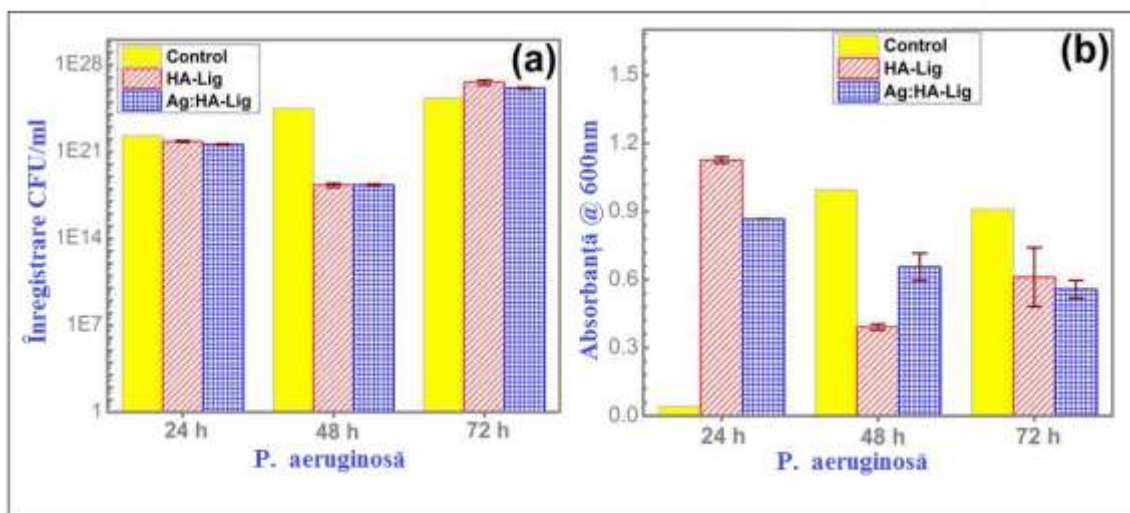 (a)
Control
HA-Lig
Ag:HA-Lig
1E28
1E21
1E14
1E7
1
Înregistrare CFU/ml
24 h
48 h
72 h
P. aeruginosă
(b)
Control
HA-Lig
Ag:HA-Lig
1.5
1.2
0.9
0.6
0.3
0.0
Absorbanță @ 600nm
24 h
48 h
72 h
P. aeruginosă